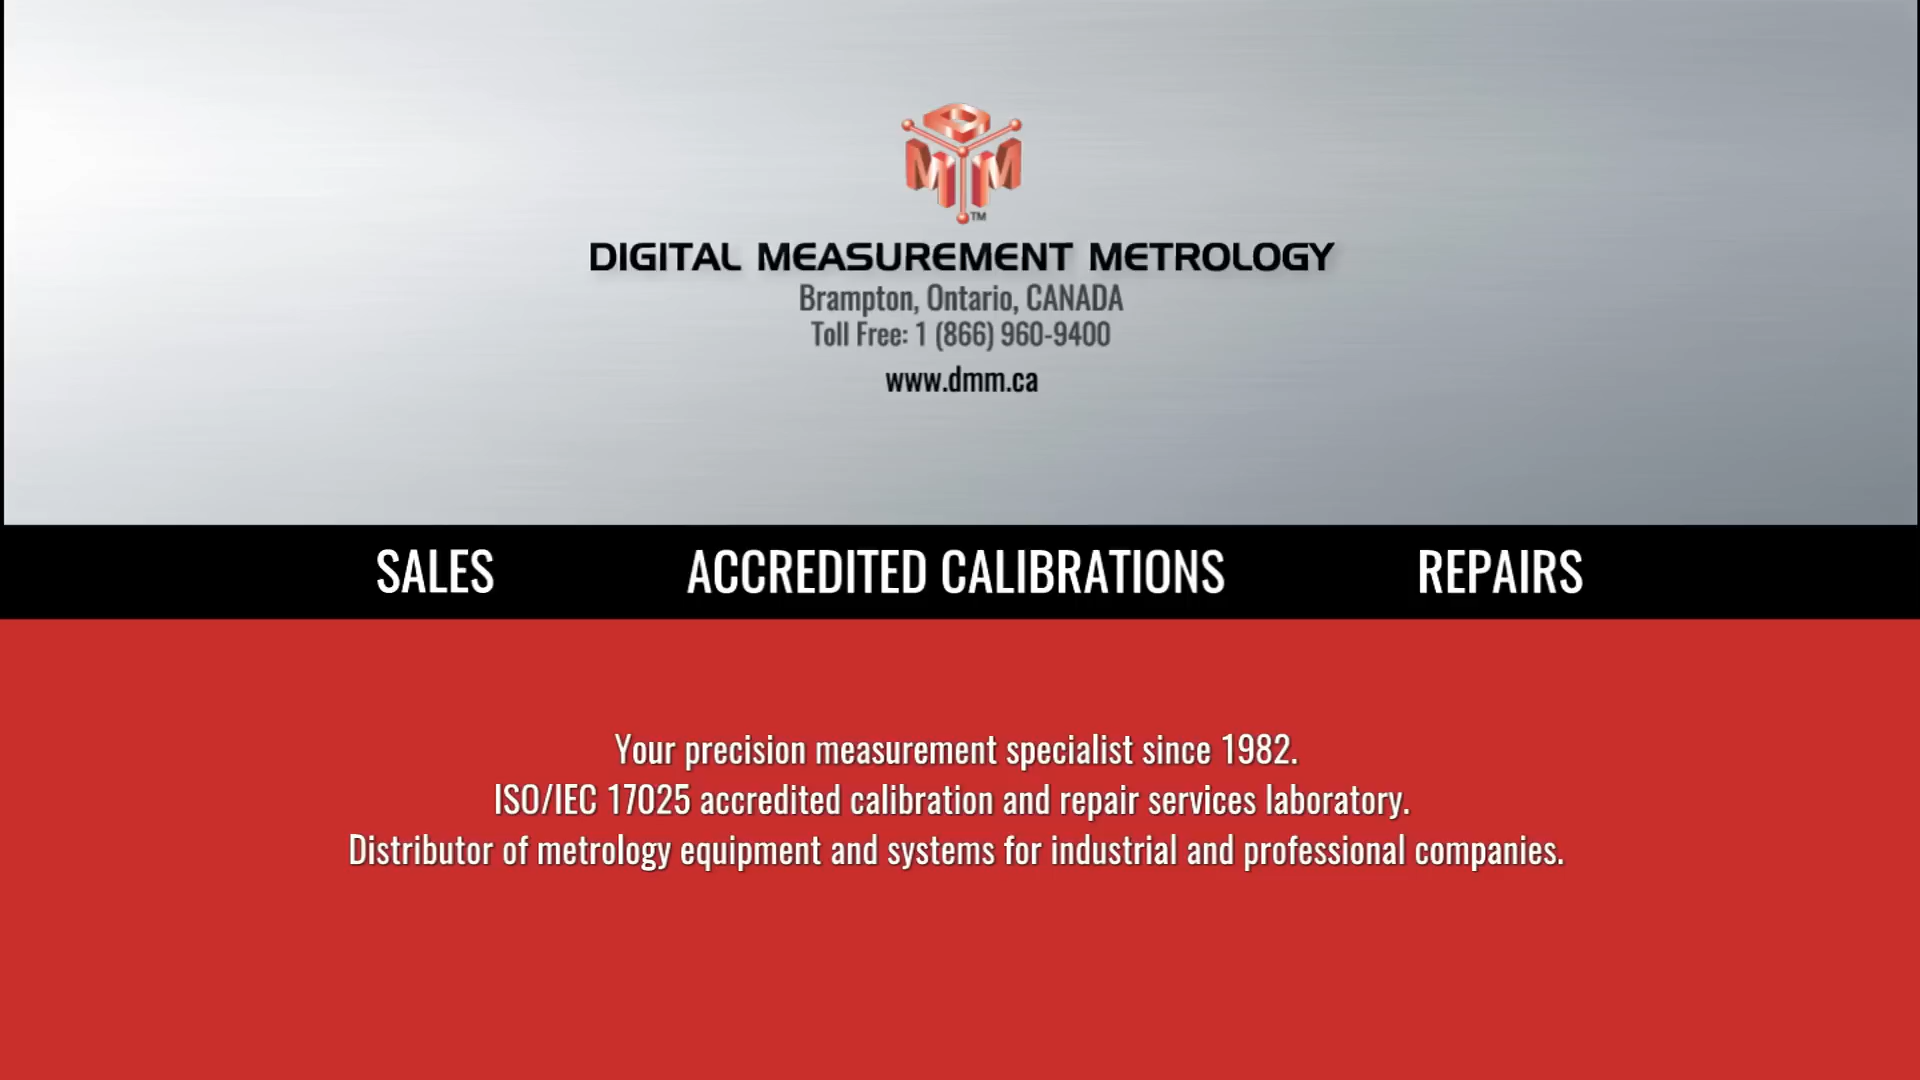 DMM™
DIGITAL MEASUREMENT METROLOGY
Brampton, Ontario, CANADA
Toll Free: 1 (866) 960-9400
www.dmm.ca
SALES ACCREDITED CALIBRATIONS REPAIRS
Your precision measurement specialist since 1982.
ISO/IEC 17025 accredited calibration and repair services laboratory.
Distributor of metrology equipment and systems for industrial and professional companies.